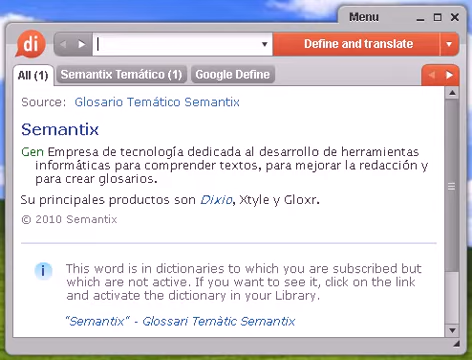 Menu
di
Define and translate
All (1)
Semantix Temático (1)
Google Define
Source: Glosario Temático Semantix
Semantix
Gen Empresa de tecnología dedicada al desarrollo de herramientas
informáticas para comprender textos, para mejorar la redacción y
para crear glosarios.
Su principales productos son Dixio, Xtyle y Gloxr.
© 2010 Semantix
i
This word is in dictionaries to which you are subscribed but
which are not active. If you want to see it, click on the link
and activate the dictionary in your Library.
"Semantix" - Glossari Temàtic Semantix